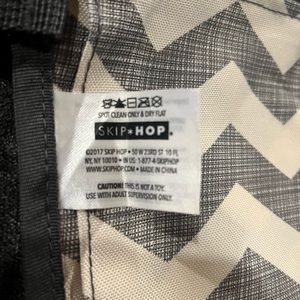 SPOT CLEAN ONLY & DRY FLAT
SKIP*HOP®
©2017 SKIP HOP • 50 W 23RD ST 10 FL
NY, NY 10010 • IN US: 1-877-4-SKIPHOP
WWW.SKIPHOP.COM • MADE IN CHINA
CAUTION: THIS IS NOT A TOY.
USE WITH ADULT SUPERVISION ONLY.